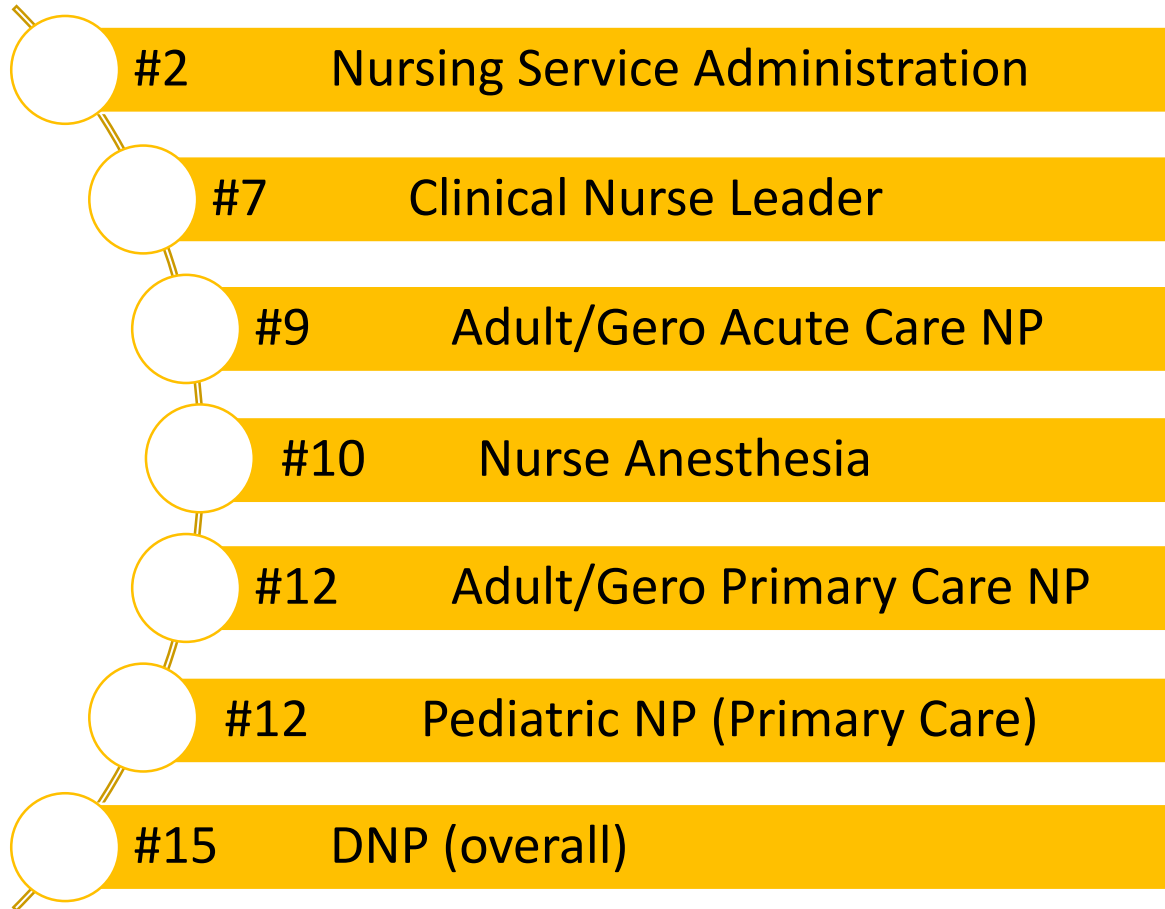 #2 Nursing Service Administration
#7 Clinical Nurse Leader
#9 Adult/Gero Acute Care NP
#10 Nurse Anesthesia
#12 Adult/Gero Primary Care NP
#12 Pediatric NP (Primary Care)
#15 DNP (overall)